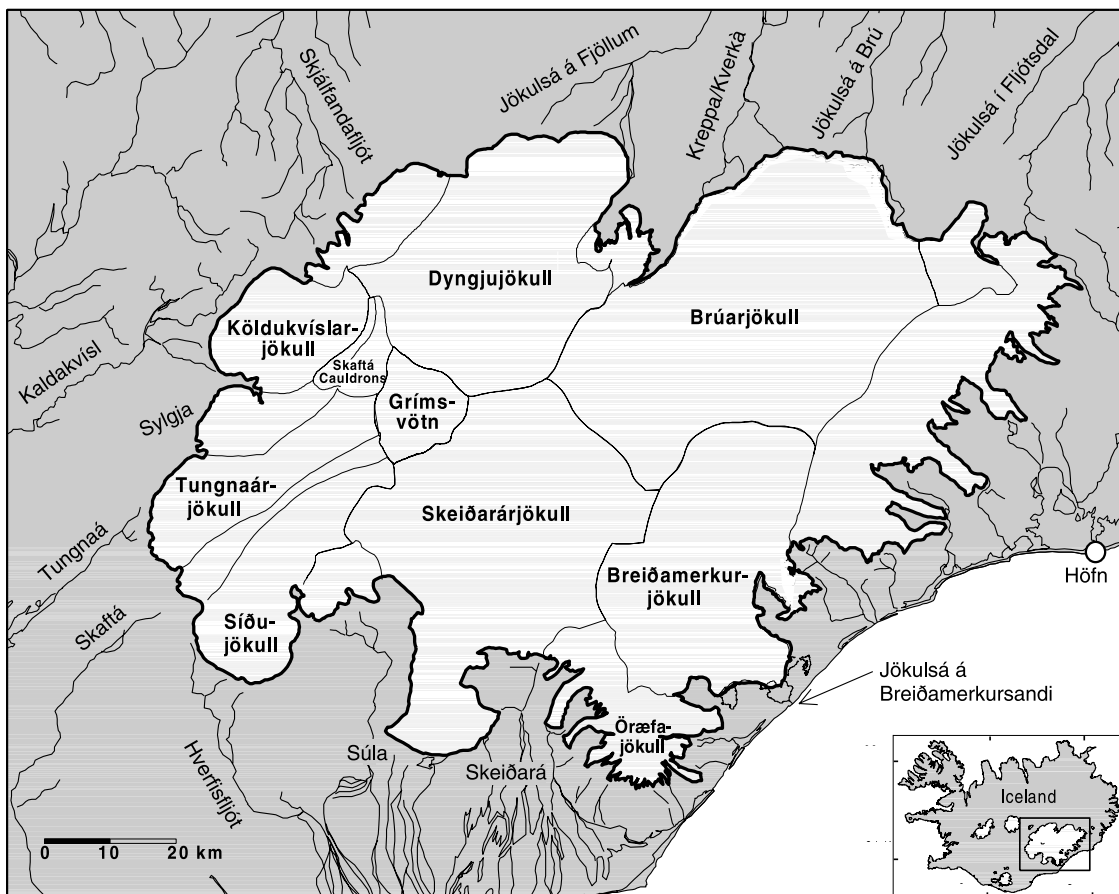 Skjálfandafljót
Jökulsá á Fjöllum
Kreppa/Kverkà
Jökulsá á Brú
Jökulsá í Fljótsdal
Dyngjujökull
Brúarjökull
Köldukvíslar-
jökull
Skaftá
Cauldrons
Gríms-
vötn
Kaldakvísl
Sylgja
Tungnaár-
jökull
Skeiðarárjökull
Tungnaá
Breiðamerkur-
jökull
Höfn
Skaftá
Síðu-
jökull
Jökulsá á
Breiðamerkursandi
Öræfa-
jökull
Hverfisfljót
Súla
Skeiðará
Iceland
0 10 20 km